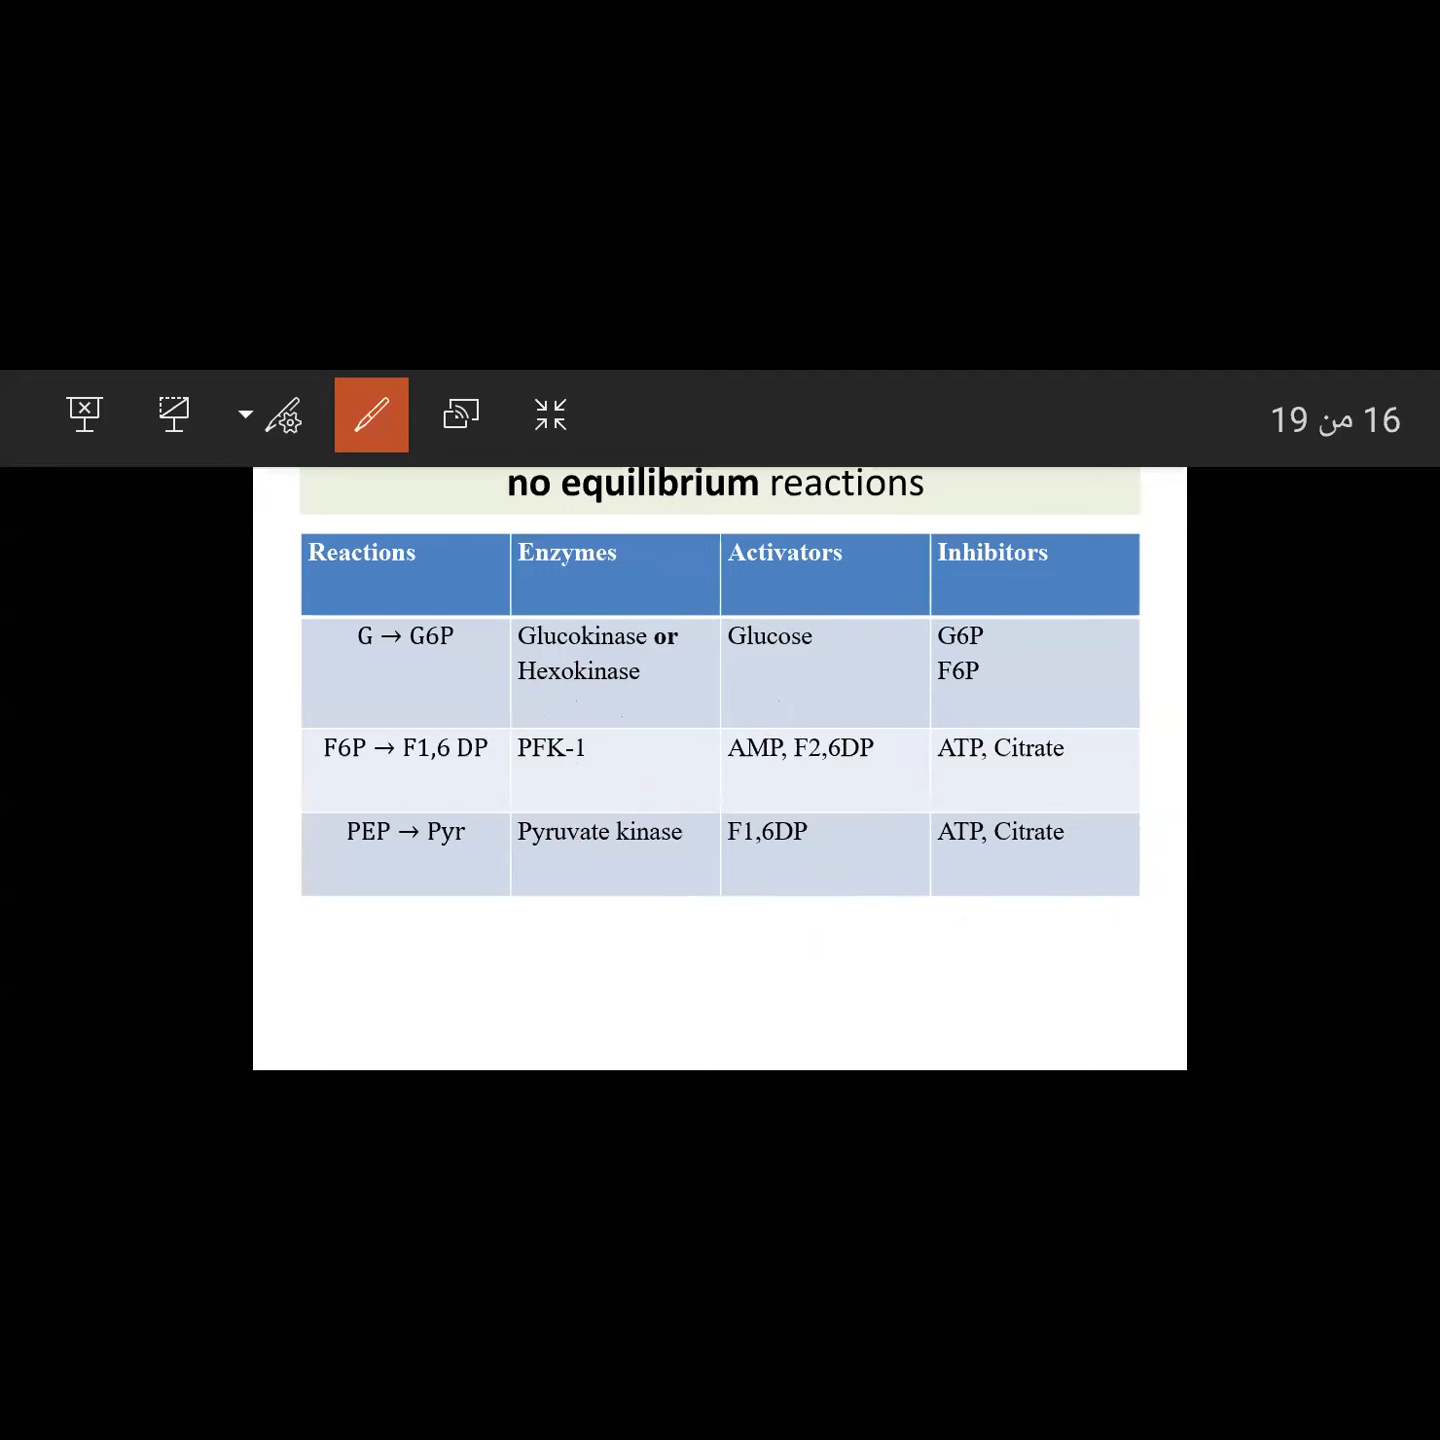 16 من 19
no equilibrium reactions
Reactions Enzymes Activators Inhibitors
G → G6P Glucokinase or Glucose G6P
Hexokinase F6P
F6P → F1,6 DP PFK-1 AMP, F2,6DP ATP, Citrate
PEP → Pyr Pyruvate kinase F1,6DP ATP, Citrate